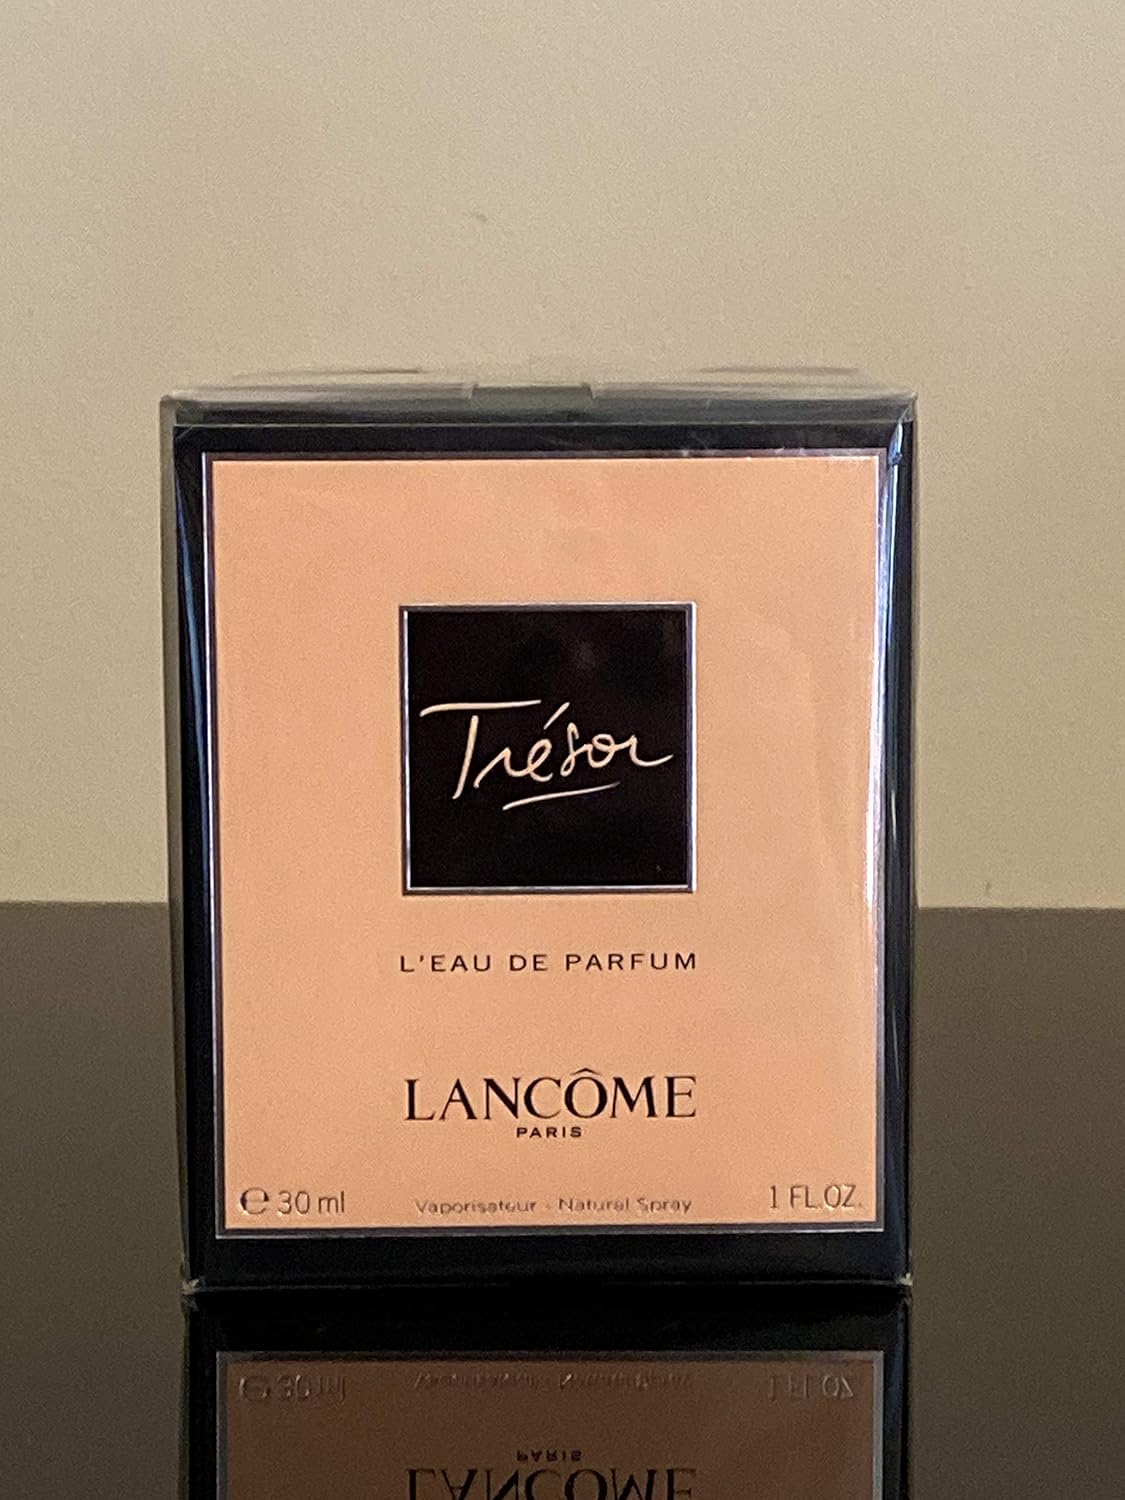 Trésor
L'EAU DE PARFUM
LANCÔME
PARIS
℮ 30 ml Vaporisateur - Natural Spray 1 FL.OZ.